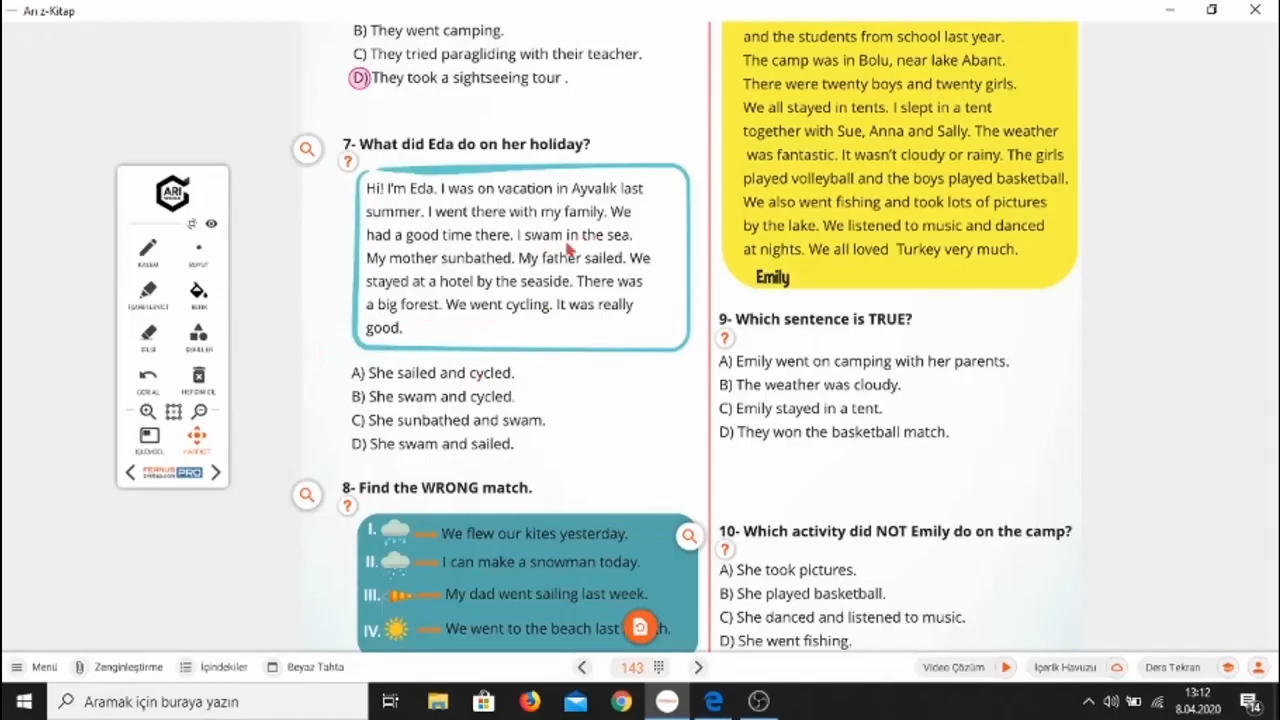 Arı z-Kitap
B) They went camping.
C) They tried paragliding with their teacher.
D) They took a sightseeing tour .
7- What did Eda do on her holiday?
?
Hi! I'm Eda. I was on vacation in Ayvalık last
summer. I went there with my family. We
had a good time there. I swam in the sea.
My mother sunbathed. My father sailed. We
stayed at a hotel by the seaside. There was
a big forest. We went cycling. It was really
good.
A) She sailed and cycled.
B) She swam and cycled.
C) She sunbathed and swam.
D) She swam and sailed.
8- Find the WRONG match.
?
I. We flew our kites yesterday.
II. I can make a snowman today.
III. My dad went sailing last week.
IV. We went to the beach last
and the students from school last year.
The camp was in Bolu, near lake Abant.
There were twenty boys and twenty girls.
We all stayed in tents. I slept in a tent
together with Sue, Anna and Sally. The weather
was fantastic. It wasn't cloudy or rainy. The girls
played volleyball and the boys played basketball.
We also went fishing and took lots of pictures
by the lake. We listened to music and danced
at nights. We all loved Turkey very much.
Emily
9- Which sentence is TRUE?
?
A) Emily went on camping with her parents.
B) The weather was cloudy.
C) Emily stayed in a tent.
D) They won the basketball match.
10- Which activity did NOT Emily do on the camp?
?
A) She took pictures.
B) She played basketball.
C) She danced and listened to music.
D) She went fishing.
ARI
KALEM BOYUT
SİLGİ ŞEKİLLER
GERİ AL
FERNUS
PRO
Menü Zenginleştirme İçindekiler Beyaz Tahta 143 Video Çözüm İçerik Havuzu Ders Tekrarı
Aramak için buraya yazın
13:12
8.04.2020
14